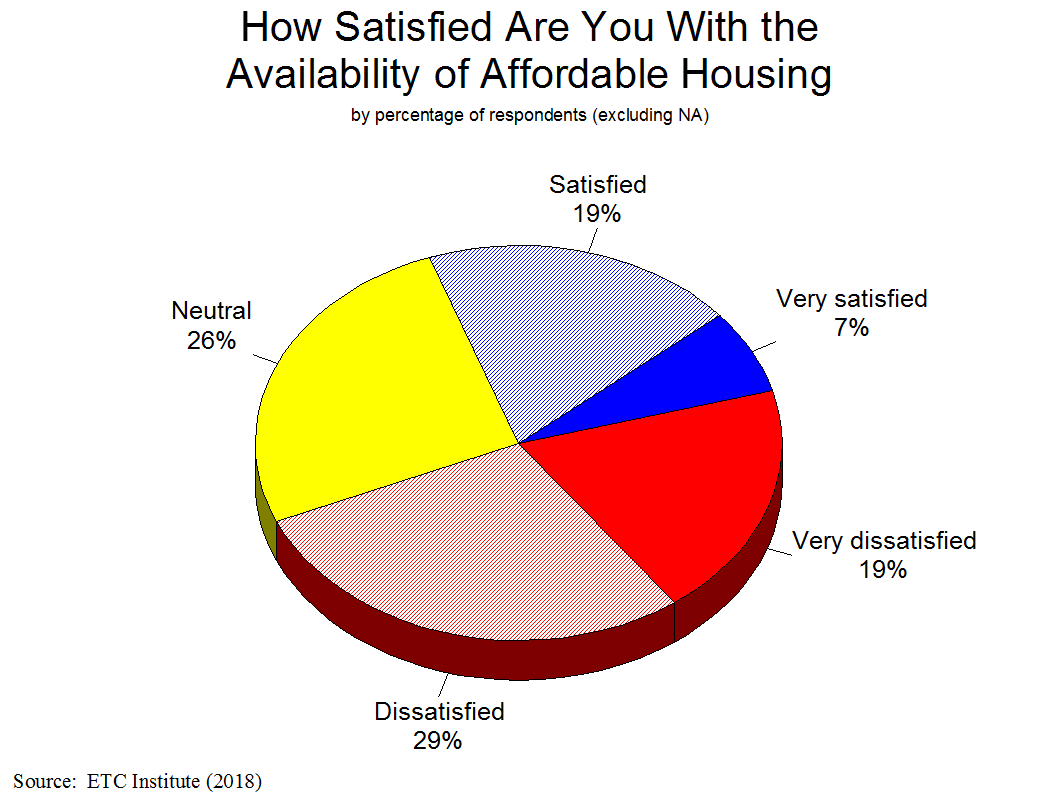 How Satisfied Are You With the
Availability of Affordable Housing
by percentage of respondents (excluding NA)
Satisfied
19%
Very satisfied
7%
Neutral
26%
Very dissatisfied
19%
Dissatisfied
29%
Source:  ETC Institute (2018)